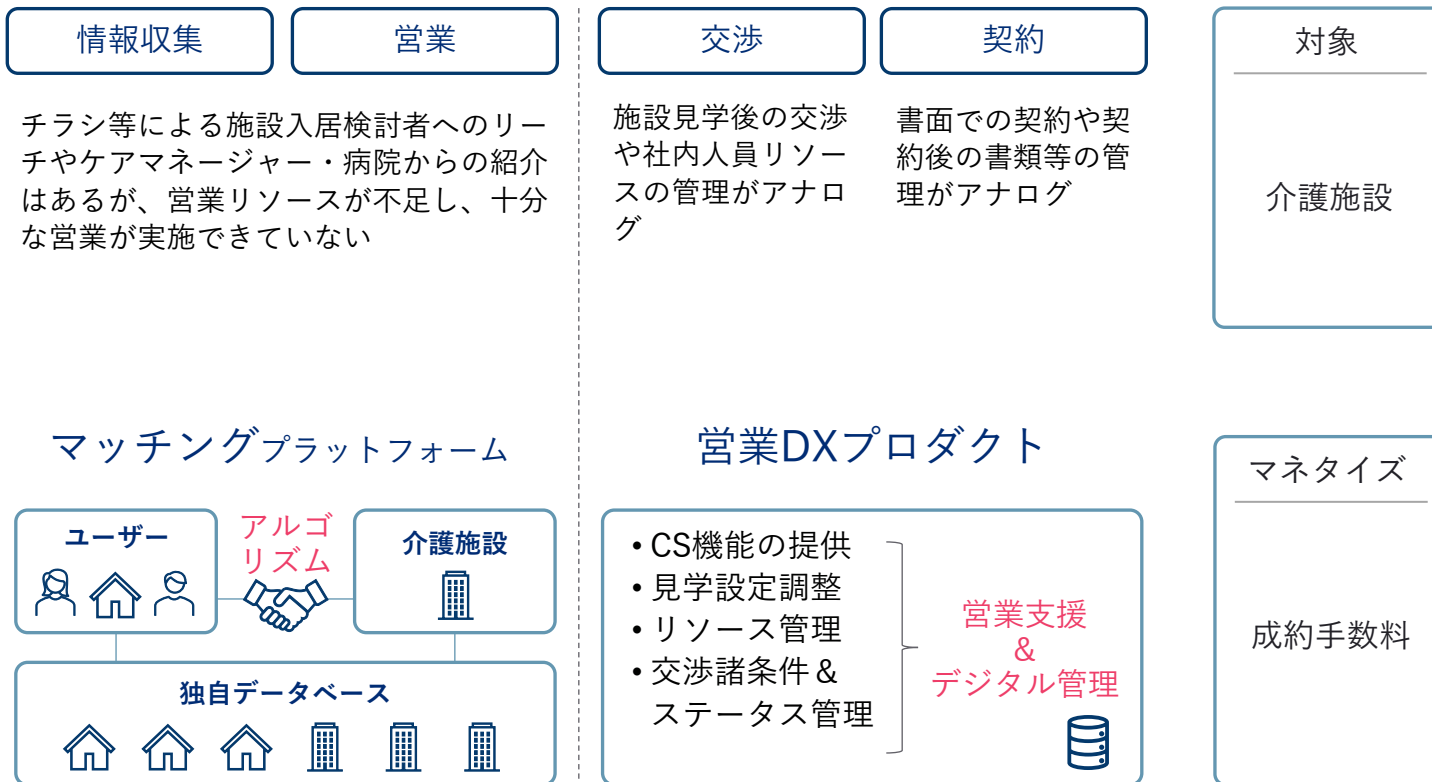 情報収集
営業
交渉
契約
対象
チラシ等による施設入居検討者へのリー
チやケアマネージャー・病院からの紹介
はあるが、営業リソースが不足し、十分
な営業が実施できていない
施設見学後の交渉
や社内人員リソー
スの管理がアナロ
グ
書面での契約や契
約後の書類等の管
理がアナログ
介護施設
マッチングプラットフォーム
営業DXプロダクト
マネタイズ
ユーザー
アルゴ
リズム
介護施設
独自データベース
• CS機能の提供
• 見学設定調整
• リソース管理
• 交渉諸条件＆
ステータス管理
営業支援
&
デジタル管理
成約手数料